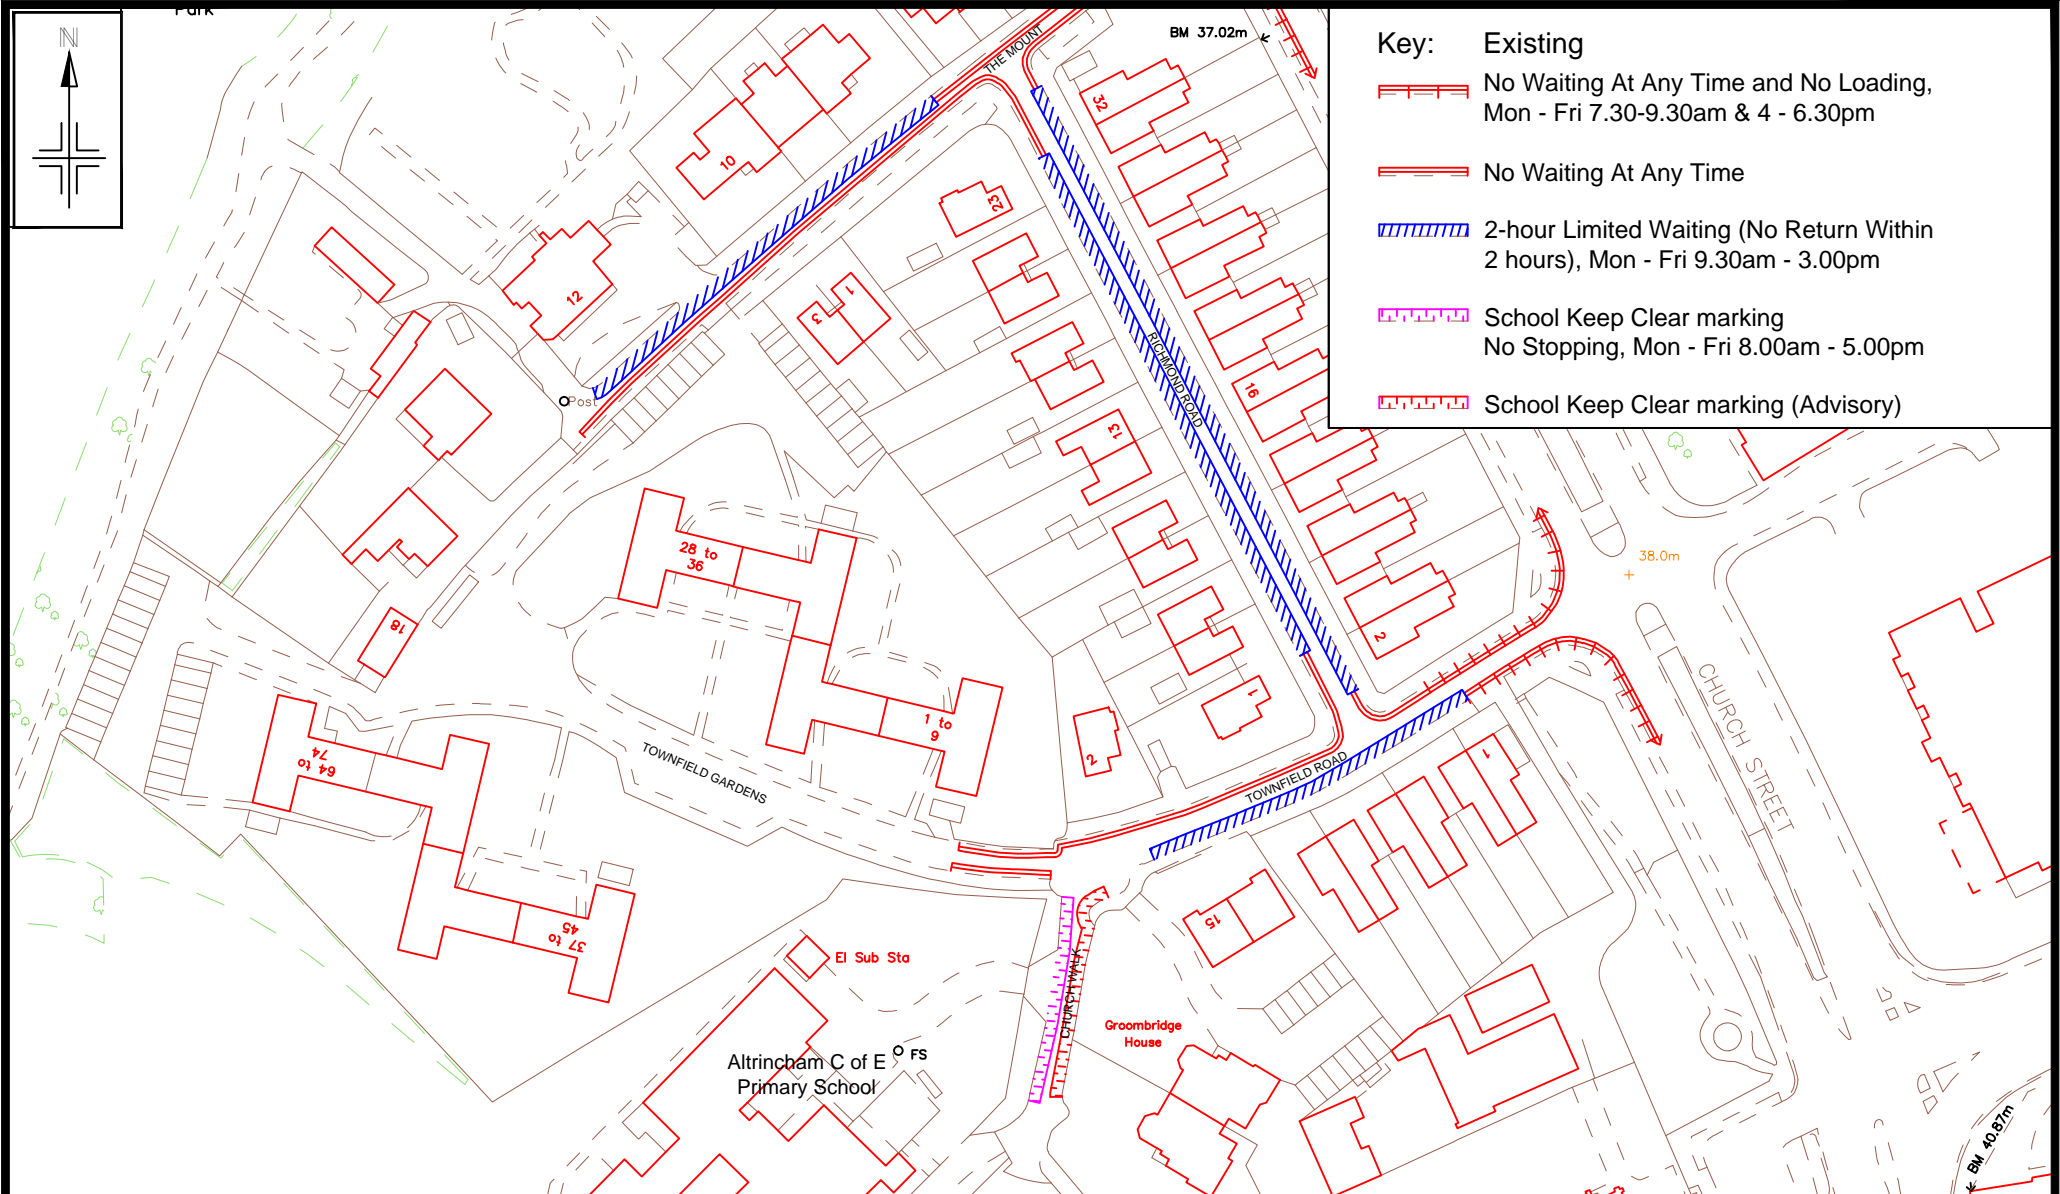 Park
N
THE MOUNT
BM 37.02m
Key: Existing
No Waiting At Any Time and No Loading,
Mon - Fri 7.30-9.30am & 4 - 6.30pm
No Waiting At Any Time
2-hour Limited Waiting (No Return Within
2 hours), Mon - Fri 9.30am - 3.00pm
School Keep Clear marking
No Stopping, Mon - Fri 8.00am - 5.00pm
School Keep Clear marking (Advisory)
32
10
23
12
1
3
Post
RICHMOND ROAD
16
13
28 to
36
38.0m
18
2
1
1 to
9
2
CHURCH STREET
TOWNFIELD GARDENS
TOWNFIELD ROAD
1
64 to
74
15
37 to
45
El Sub Sta
CHURCH WALK
Groombridge
House
FS
Altrincham C of E
Primary School
BM 40.87m